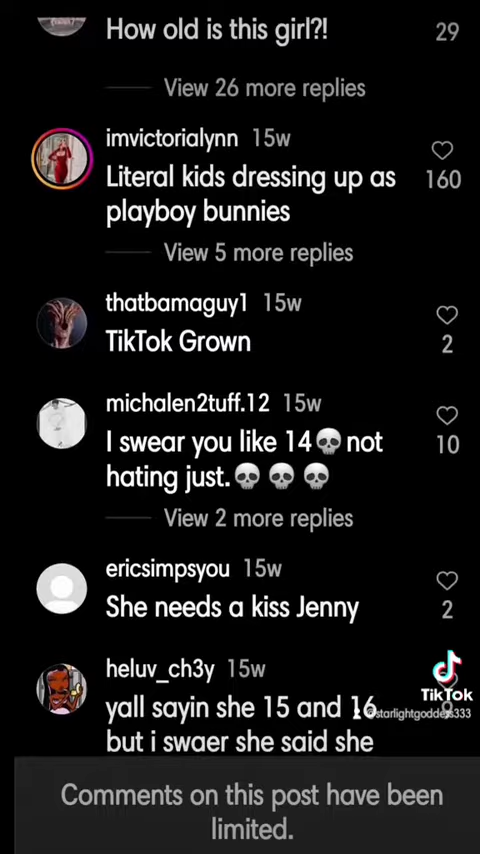 How old is this girl?!
29
View 26 more replies
imvictorialynn 15w
Literal kids dressing up as
playboy bunnies
160
View 5 more replies
thatbamaguy1 15w
TikTok Grown
2
michalen2tuff.12 15w
I swear you like 14💀not
hating just.💀💀💀
10
View 2 more replies
ericsimpsyou 15w
She needs a kiss Jenny
2
heluv_ch3y 15w
yall sayin she 15 and 16
but i swaer she said she
TikTok
@starlightgoddess333
Comments on this post have been
limited.